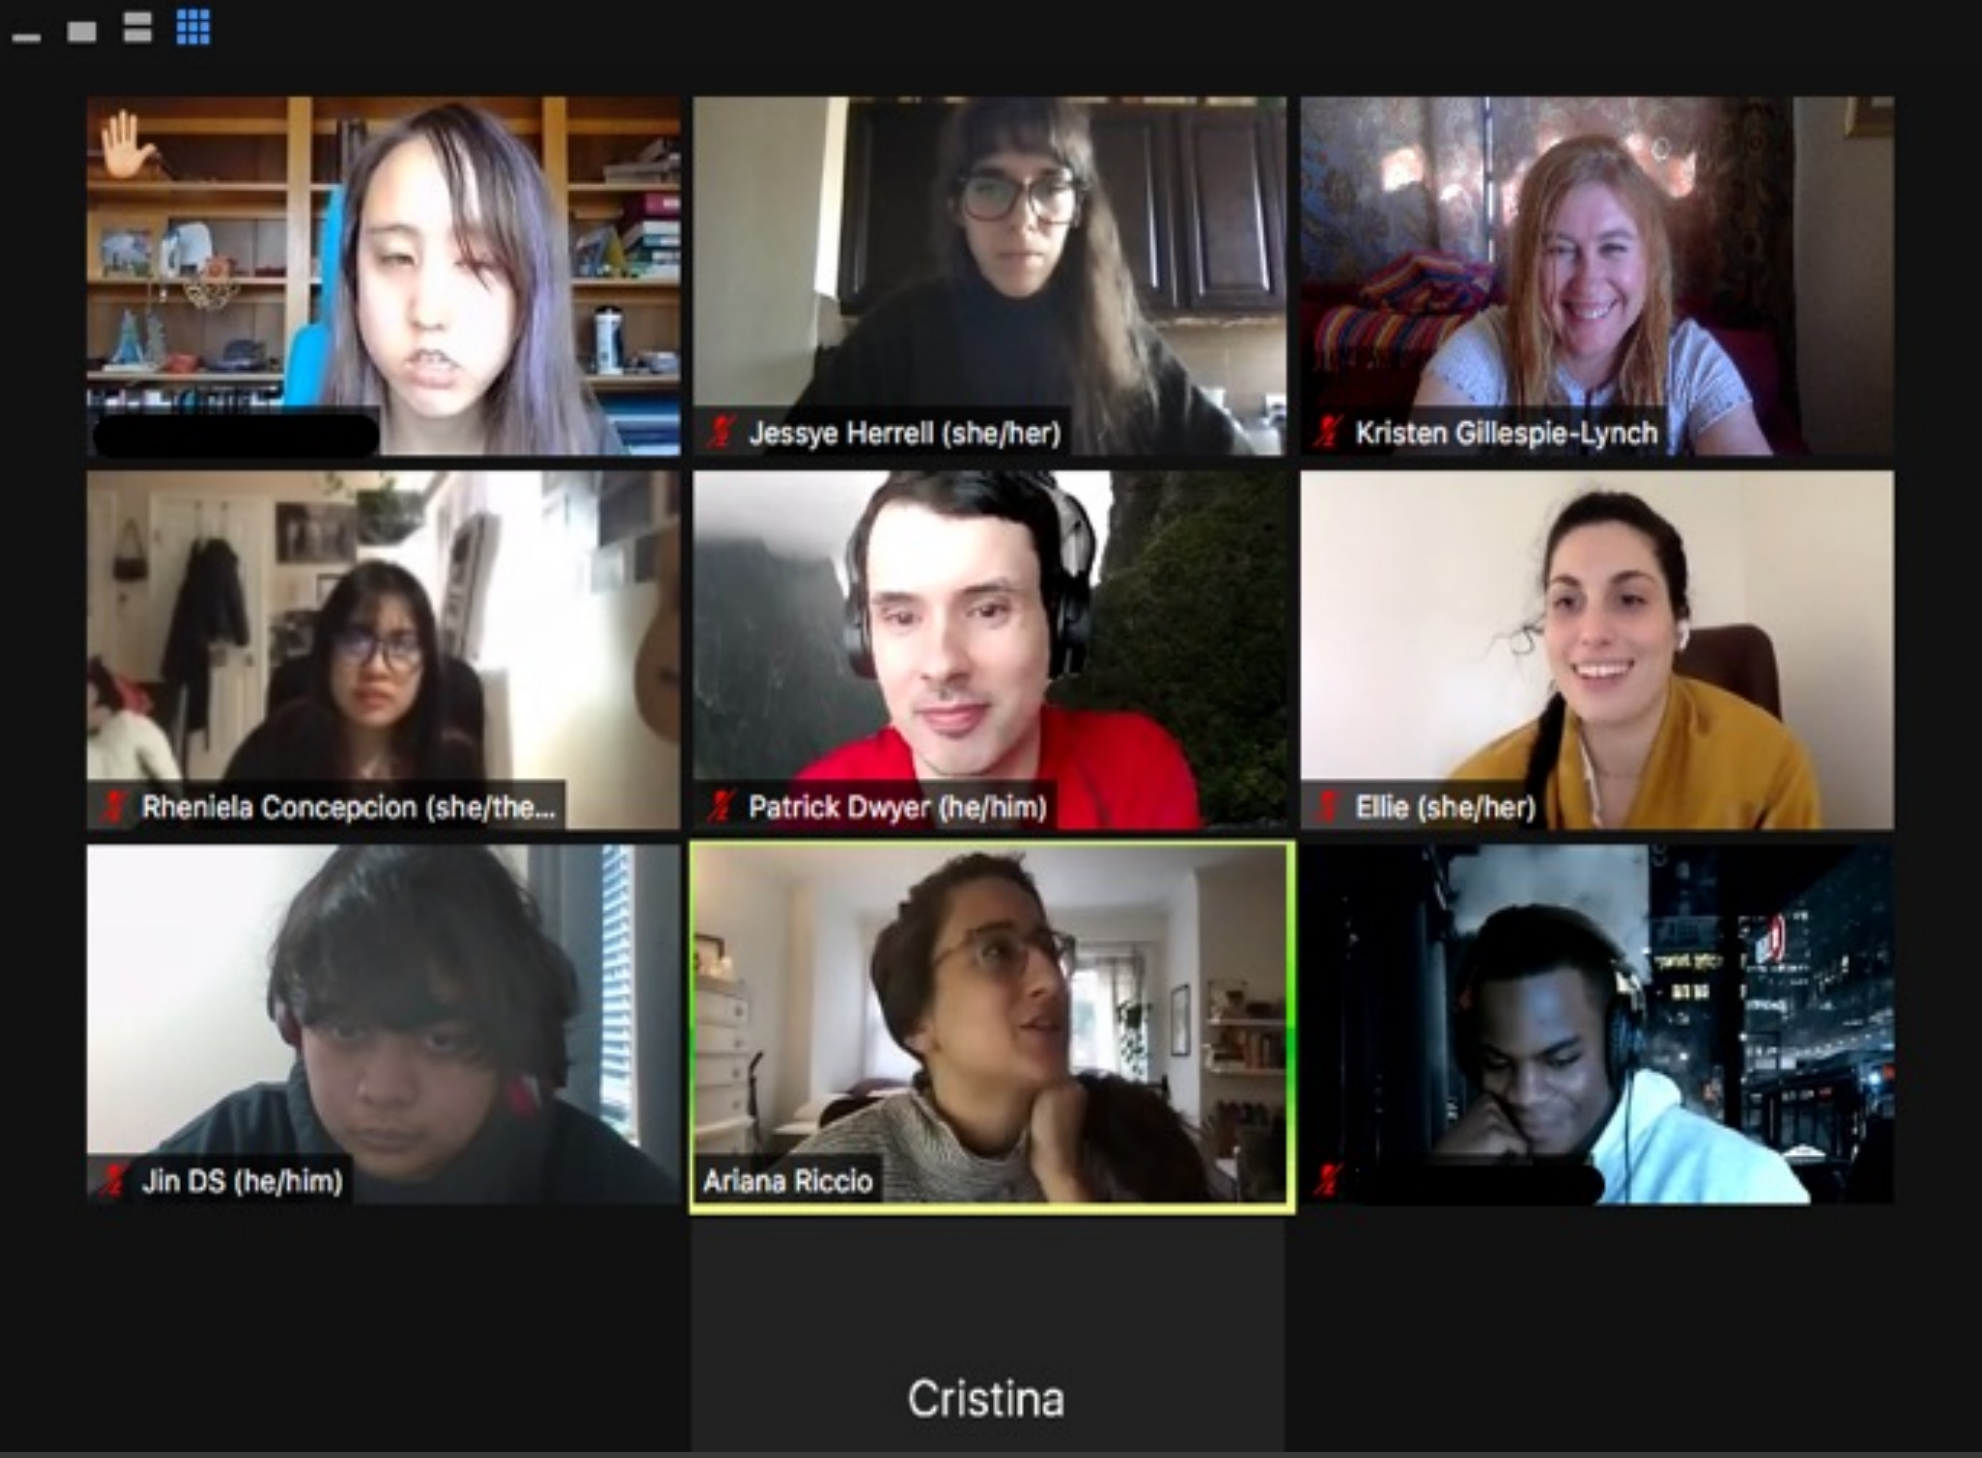 Jessye Herrell (she/her)
Kristen Gillespie-Lynch
Rheniela Concepcion (she/the...
Patrick Dwyer (he/him)
Ellie (she/her)
Jin DS (he/him)
Ariana Riccio
Cristina